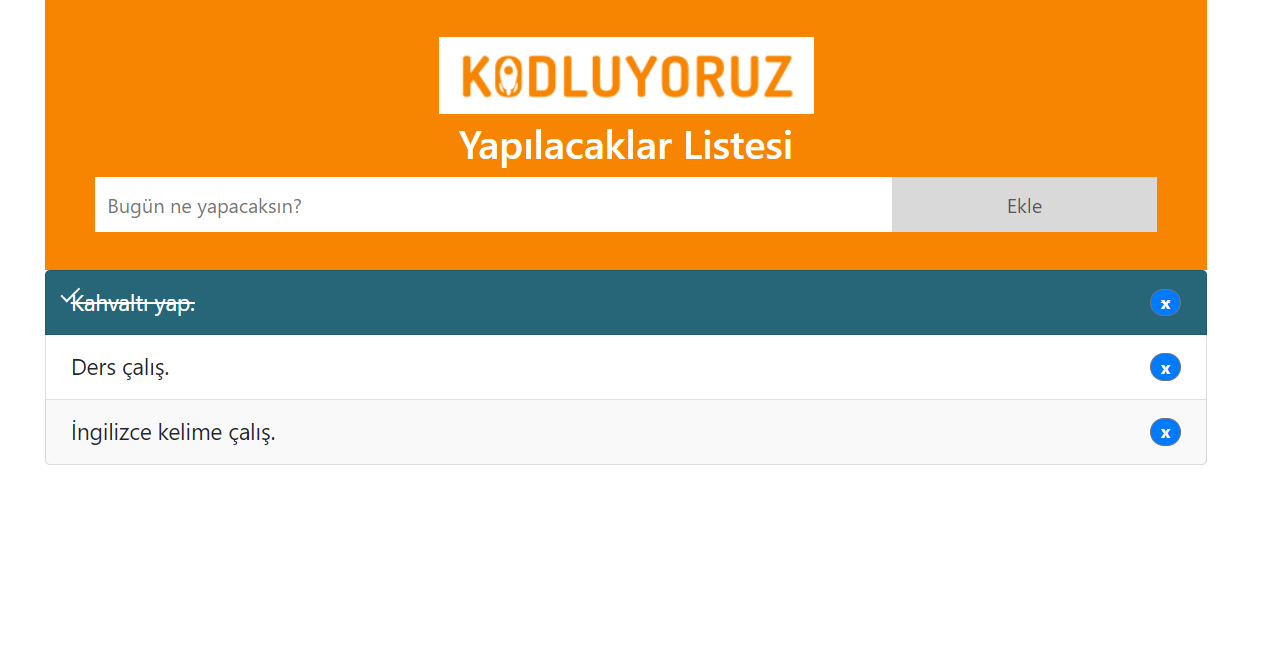 KODLUYORUZ
Yapılacaklar Listesi
Bugün ne yapacaksın? Ekle
Kahvaltı yap. x
Ders çalış. x
İngilizce kelime çalış. x